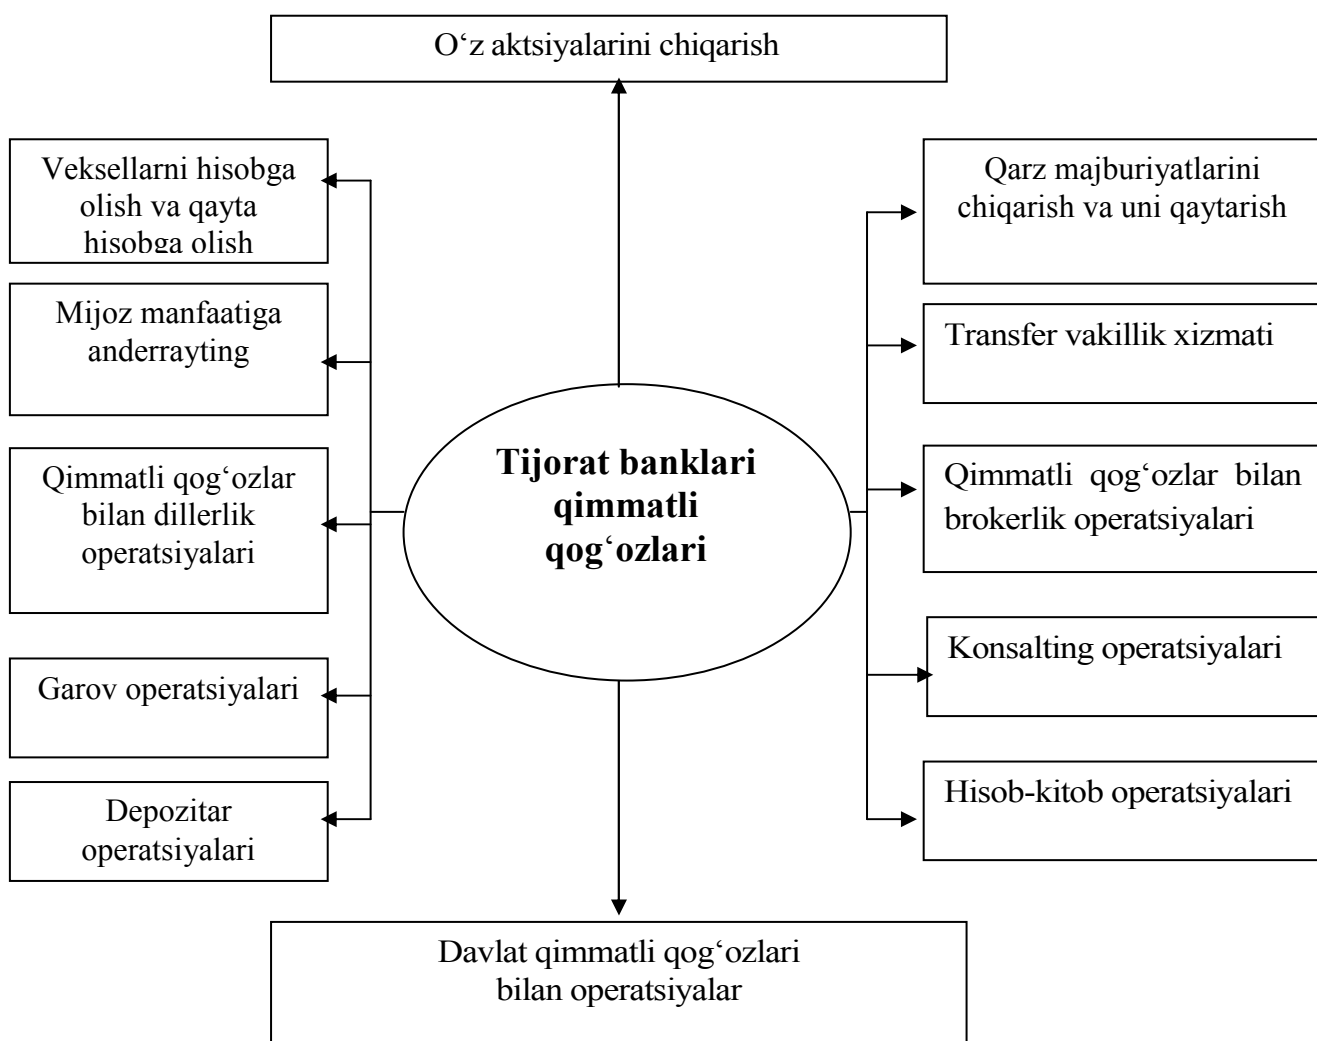 O‘z aktsiyalarini chiqarish
Veksellarni hisobga
olish va qayta
hisobga olish
Mijoz manfaatiga
anderrayting
Qimmatli qog‘ozlar
bilan dillerlik
operatsiyalari
Garov operatsiyalari
Depozitar
operatsiyalari
Tijorat banklari
qimmatli
qog‘ozlari
Qarz majburiyatlarini
chiqarish va uni qaytarish
Transfer vakillik xizmati
Qimmatli qog‘ozlar bilan
brokerlik operatsiyalari
Konsalting operatsiyalari
Hisob-kitob operatsiyalari
Davlat qimmatli qog‘ozlari
bilan operatsiyalar